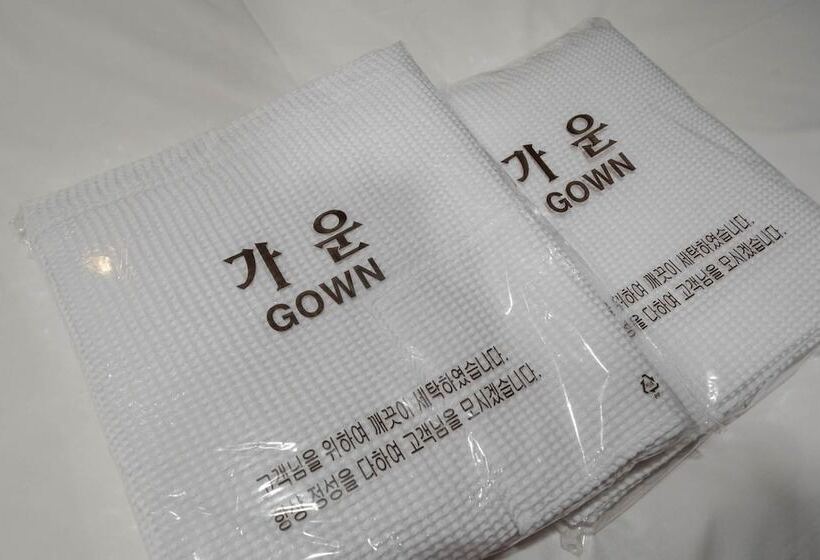 가운
GOWN
고객님을 위하여 깨끗이 세탁하였습니다.
항상 정성을 다하여 고객님을 모시겠습니다.
가운
GOWN
위하여 깨끗이 세탁하였습니다.
다하여 고객님을 모시겠습니다.